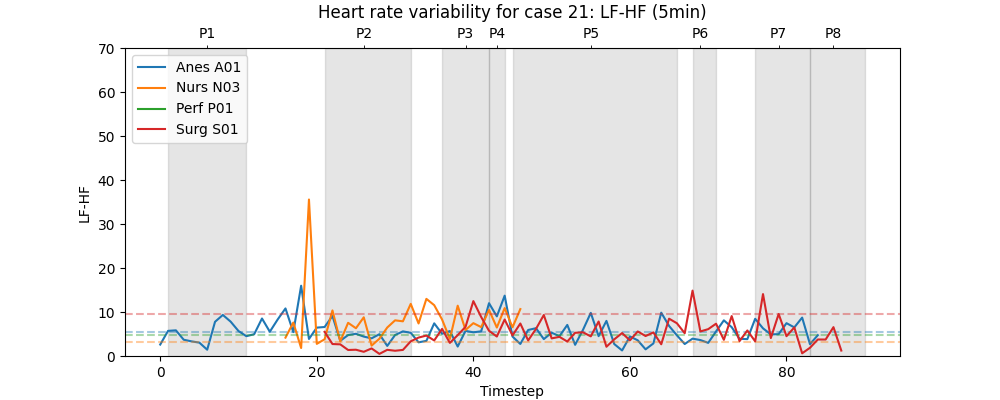 Heart rate variability for case 21: LF-HF (5min)
P1 P2 P3 P4 P5 P6 P7 P8
70
60
50
40
30
20
10
0
LF-HF
Anes A01
Nurs N03
Perf P01
Surg S01
0 20 40 60 80
Timestep